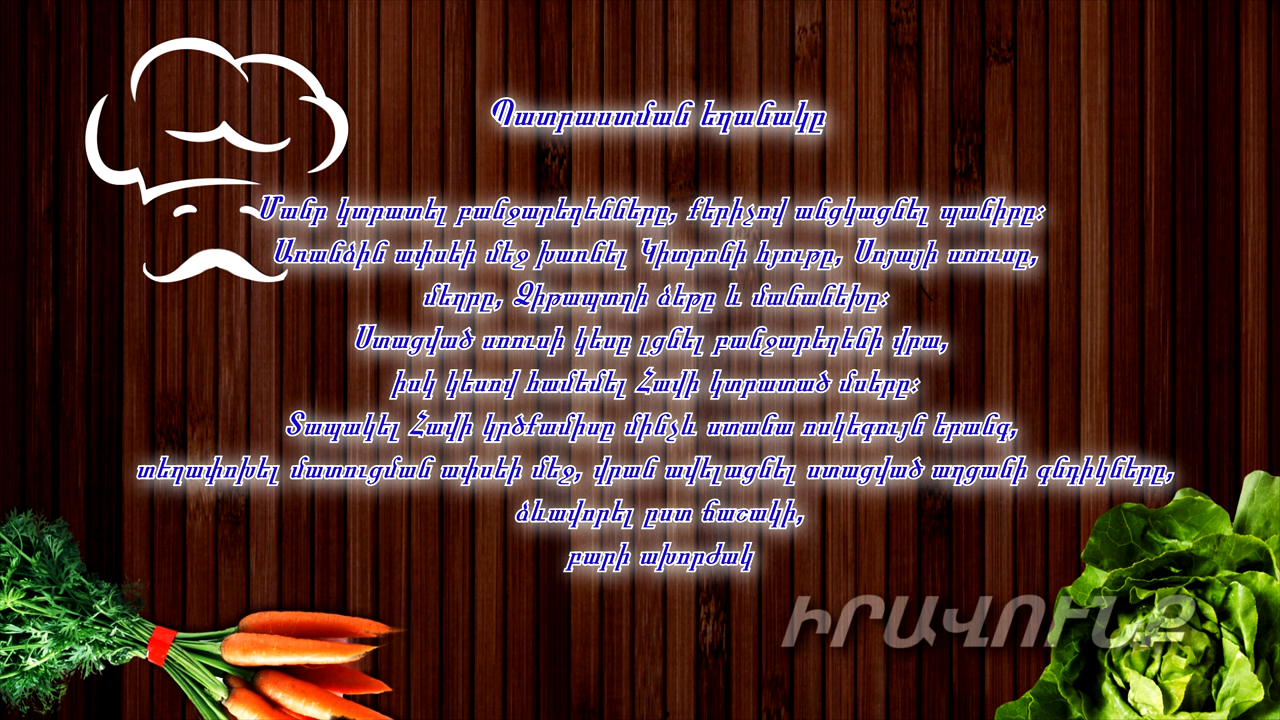 Պատրաստման եղանակը
Մանր կտրատել բանջարեղենները, քերիչով անցկացնել պանիրը:
Առանձին ափսեի մեջ խառնել Կիտրոնի հյութը, Սոյայի սոուսը,
մեղրը, Ձիթապտղի ձեթը և մանանեխը:
Ստացված սոուսի կեսը լցնել բանջարեղենի վրա,
իսկ կեսով համեմել Հավի կտրատած մսերը:
Տապակել Հավի կրծքամիսը մինչև ստանա ոսկեգույն երանգ,
տեղափոխել մատուցման ափսեի մեջ, վրան ավելացնել ստացված աղցանի գնդիկները,
ձևավորել ըստ ճաշակի,
բարի ախորժակ
ԻՐԱՎՈՒՆՔ